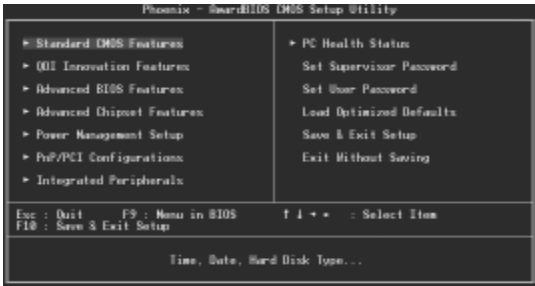 Phoenix - AwardBIOS CMOS Setup Utility
► Standard CMOS Features
► QDI Innovation Features
► Advanced BIOS Features
► Advanced Chipset Features
► Power Management Setup
► PnP/PCI Configurations
► Integrated Peripherals
► PC Health Status
Set Supervisor Password
Set User Password
Load Optimized Defaults
Save & Exit Setup
Exit Without Saving
Esc : Quit F9 : Menu in BIOS ↑ ↓ → ← : Select Item
F10 : Save & Exit Setup
Time, Date, Hard Disk Type...